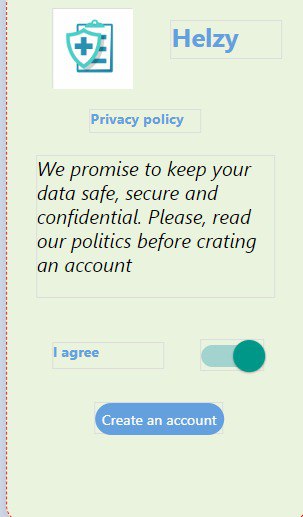 Helzy
Privacy policy
We promise to keep your
data safe, secure and
confidential. Please, read
our politics before crating
an account
I agree
Create an account